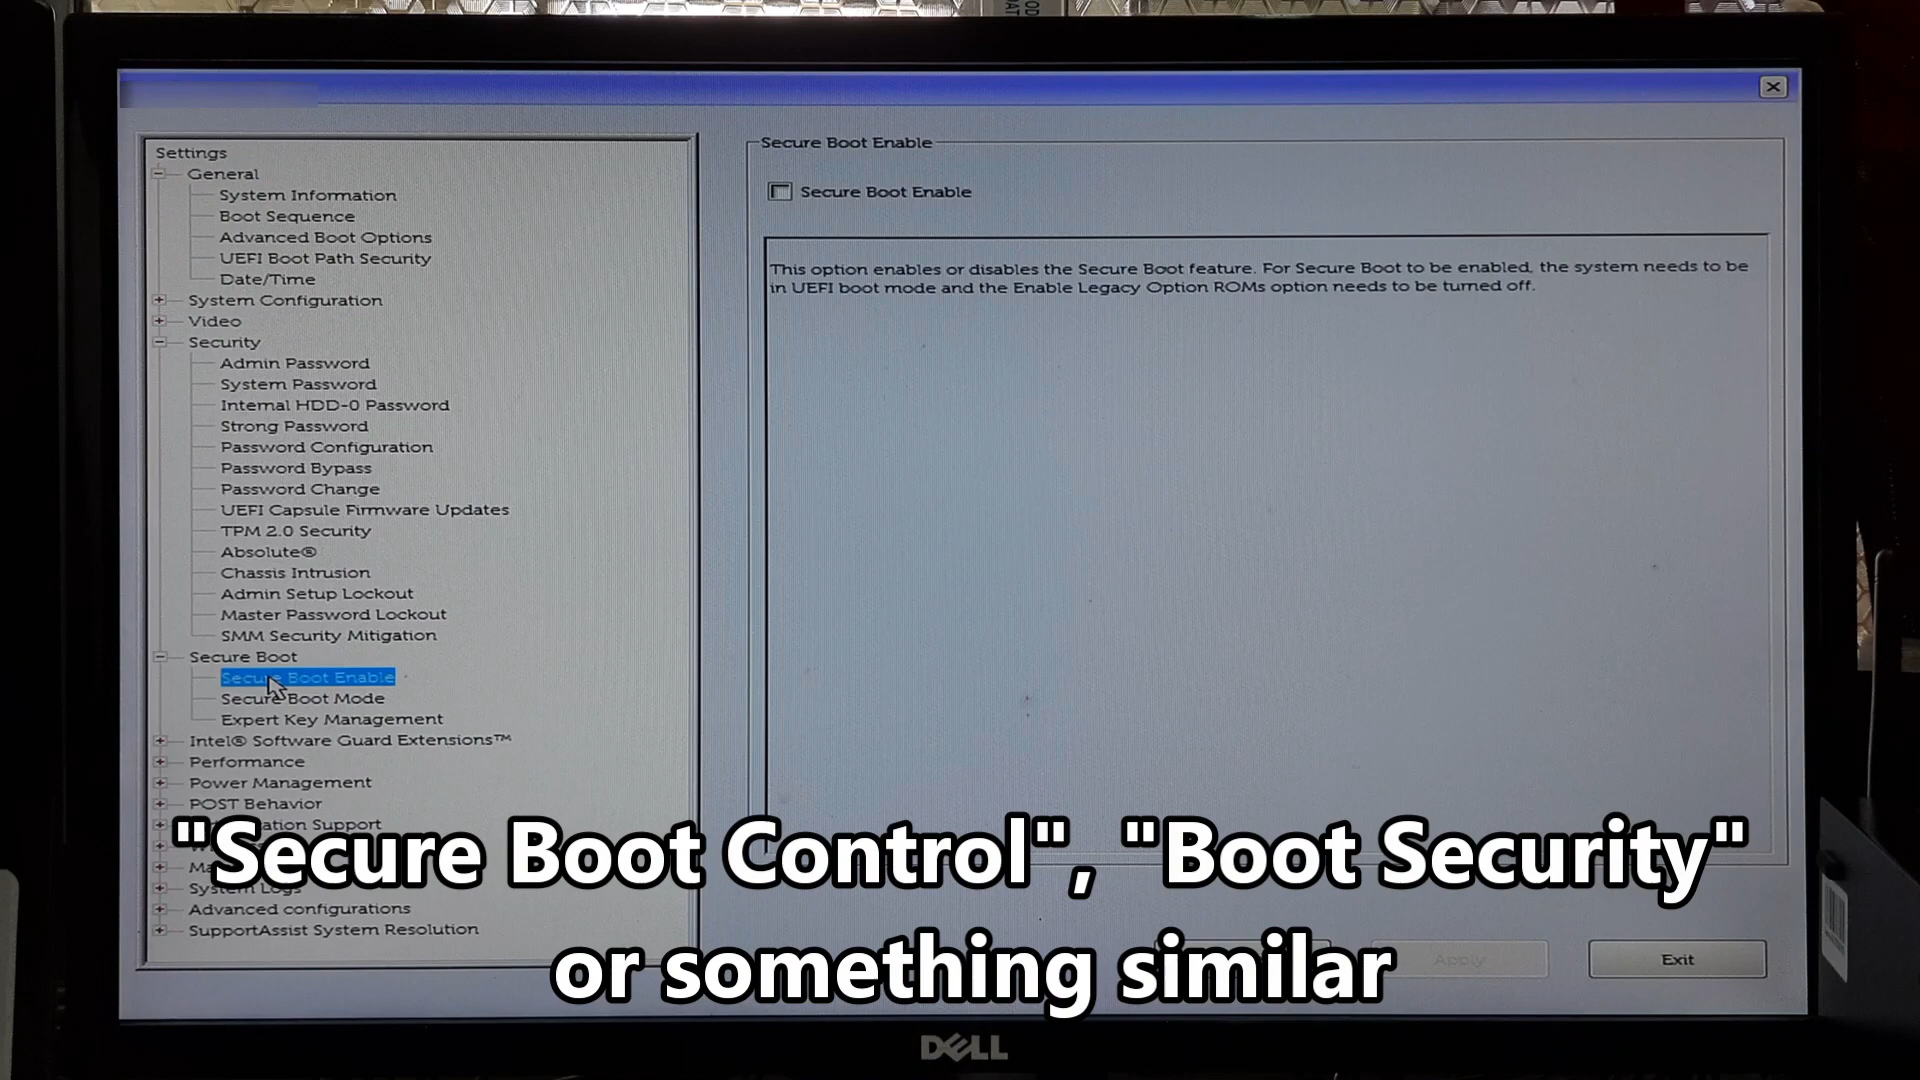 Secure Boot Enable
Settings
General
System Information
Boot Sequence
Advanced Boot Options
UEFI Boot Path Security
Date/Time
System Configuration
Video
Security
Admin Password
System Password
Internal HDD-0 Password
Strong Password
Password Configuration
Password Bypass
Password Change
UEFI Capsule Firmware Updates
TPM 2.0 Security
Absolute®
Chassis Intrusion
Admin Setup Lockout
Master Password Lockout
SMM Security Mitigation
Secure Boot
Secure Boot Enable
Secure Boot Mode
Expert Key Management
Intel® Software Guard Extensions™
Performance
Power Management
POST Behavior
Support
System Logs
Advanced configurations
SupportAssist System Resolution
Secure Boot Enable
This option enables or disables the Secure Boot feature. For Secure Boot to be enabled, the system needs to be
in UEFI boot mode and the Enable Legacy Option ROMs option needs to be turned off.
Apply
Exit
"Secure Boot Control", "Boot Security"
or something similar
DELL